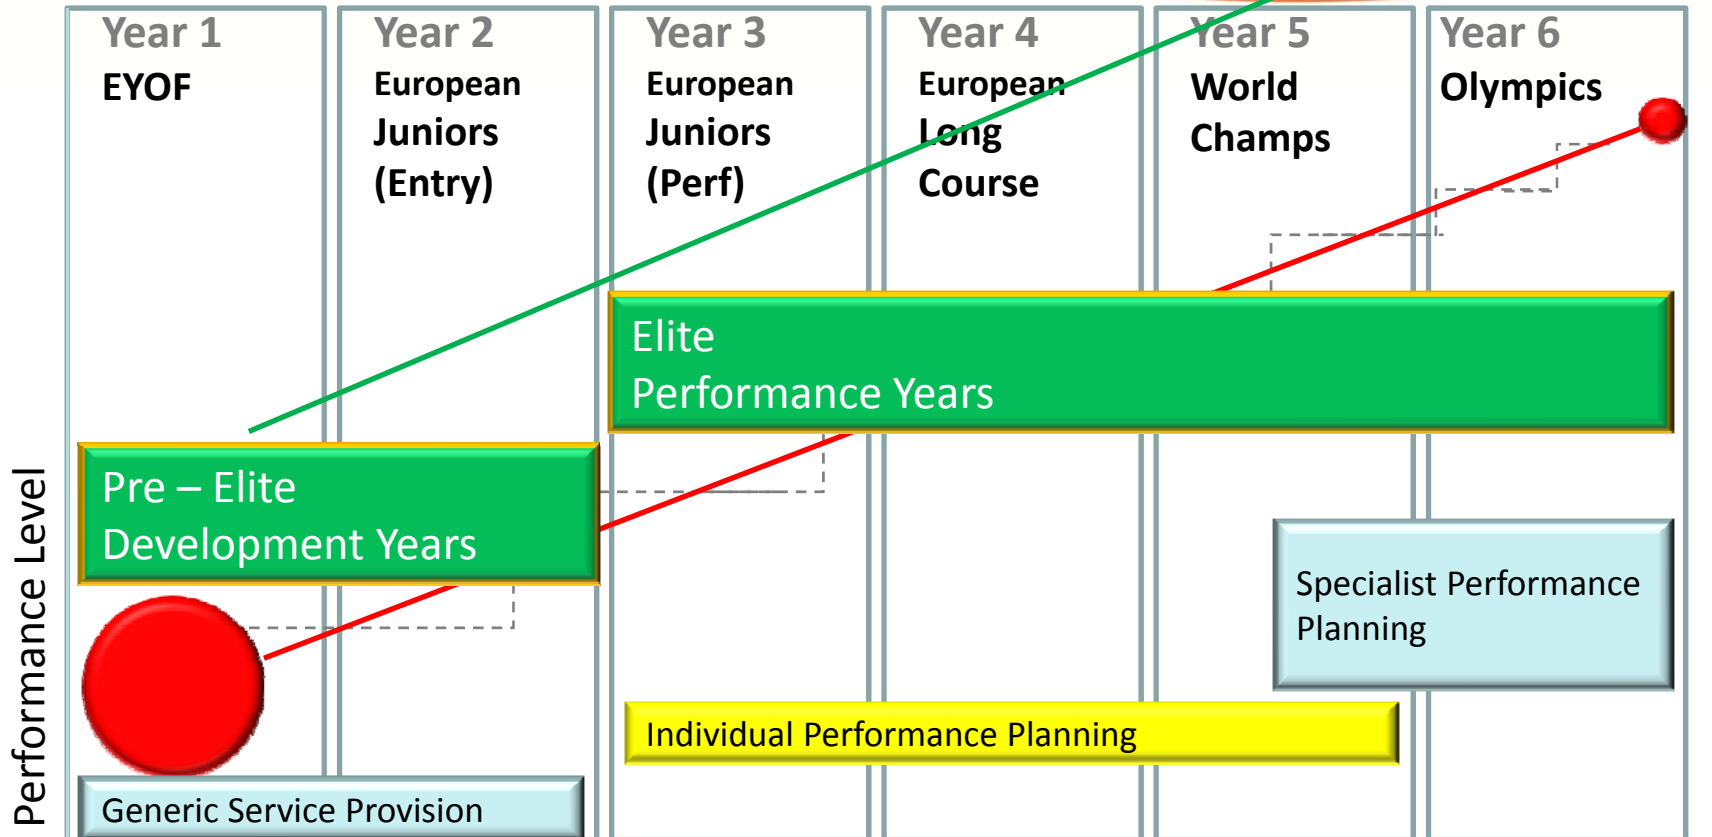 Year 1
EYOF
Year 2
European
Juniors
(Entry)
Year 3
European
Juniors
(Perf)
Year 4
European
Long
Course
Year 5
World
Champs
Year 6
Olympics
Elite
Performance Years
Pre – Elite
Development Years
Specialist Performance
Planning
Individual Performance Planning
Generic Service Provision
Performance Level